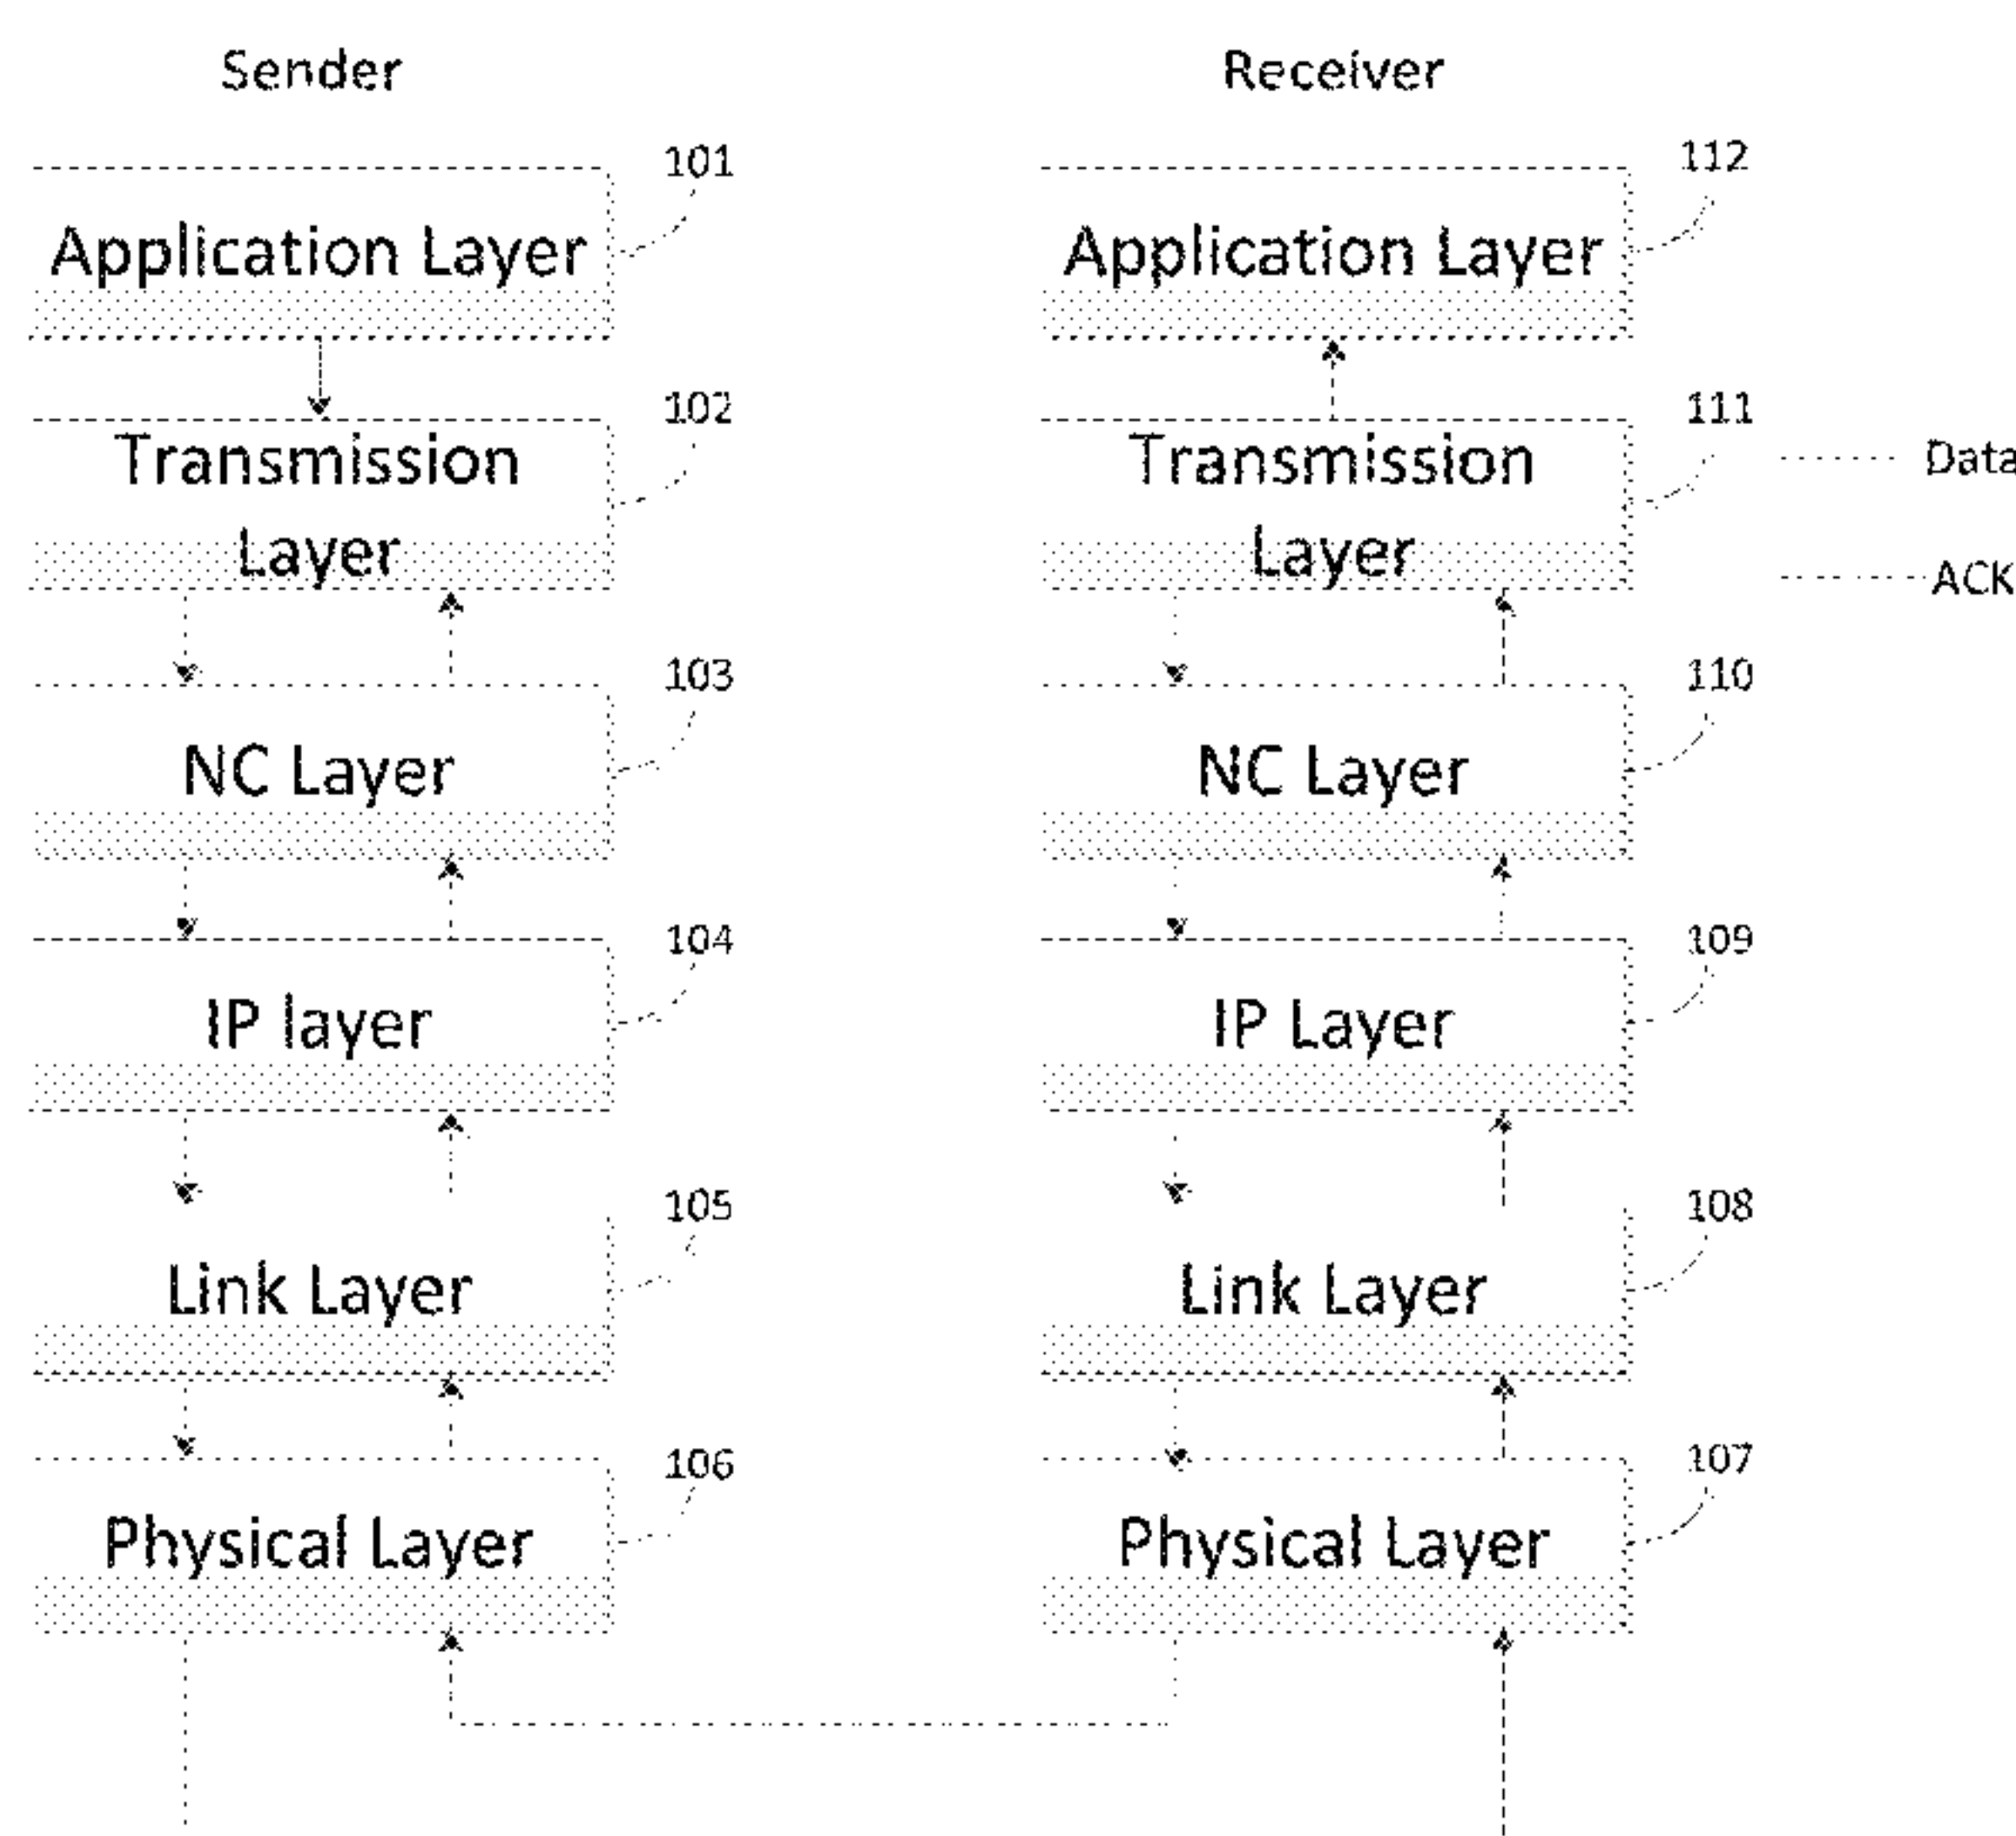 Sender
Receiver
101
Application Layer
112
Application Layer
102
Transmission
Layer
111
Transmission
Layer
Data
ACK
103
NC Layer
110
NC Layer
104
IP layer
109
IP Layer
105
Link Layer
108
Link Layer
106
Physical Layer
107
Physical Layer